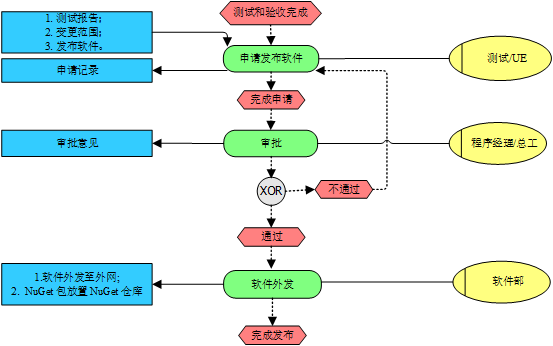 测试和验收完成
1. 测试报告;
2. 变更范围;
3. 发布软件。
申请发布软件
测试/UE
申请记录
完成申请
审批意见
审批
程序经理/总工
XOR
不通过
通过
1.软件外发至外网;
2. NuGet 包放置 NuGet 仓库
软件外发
软件部
完成发布